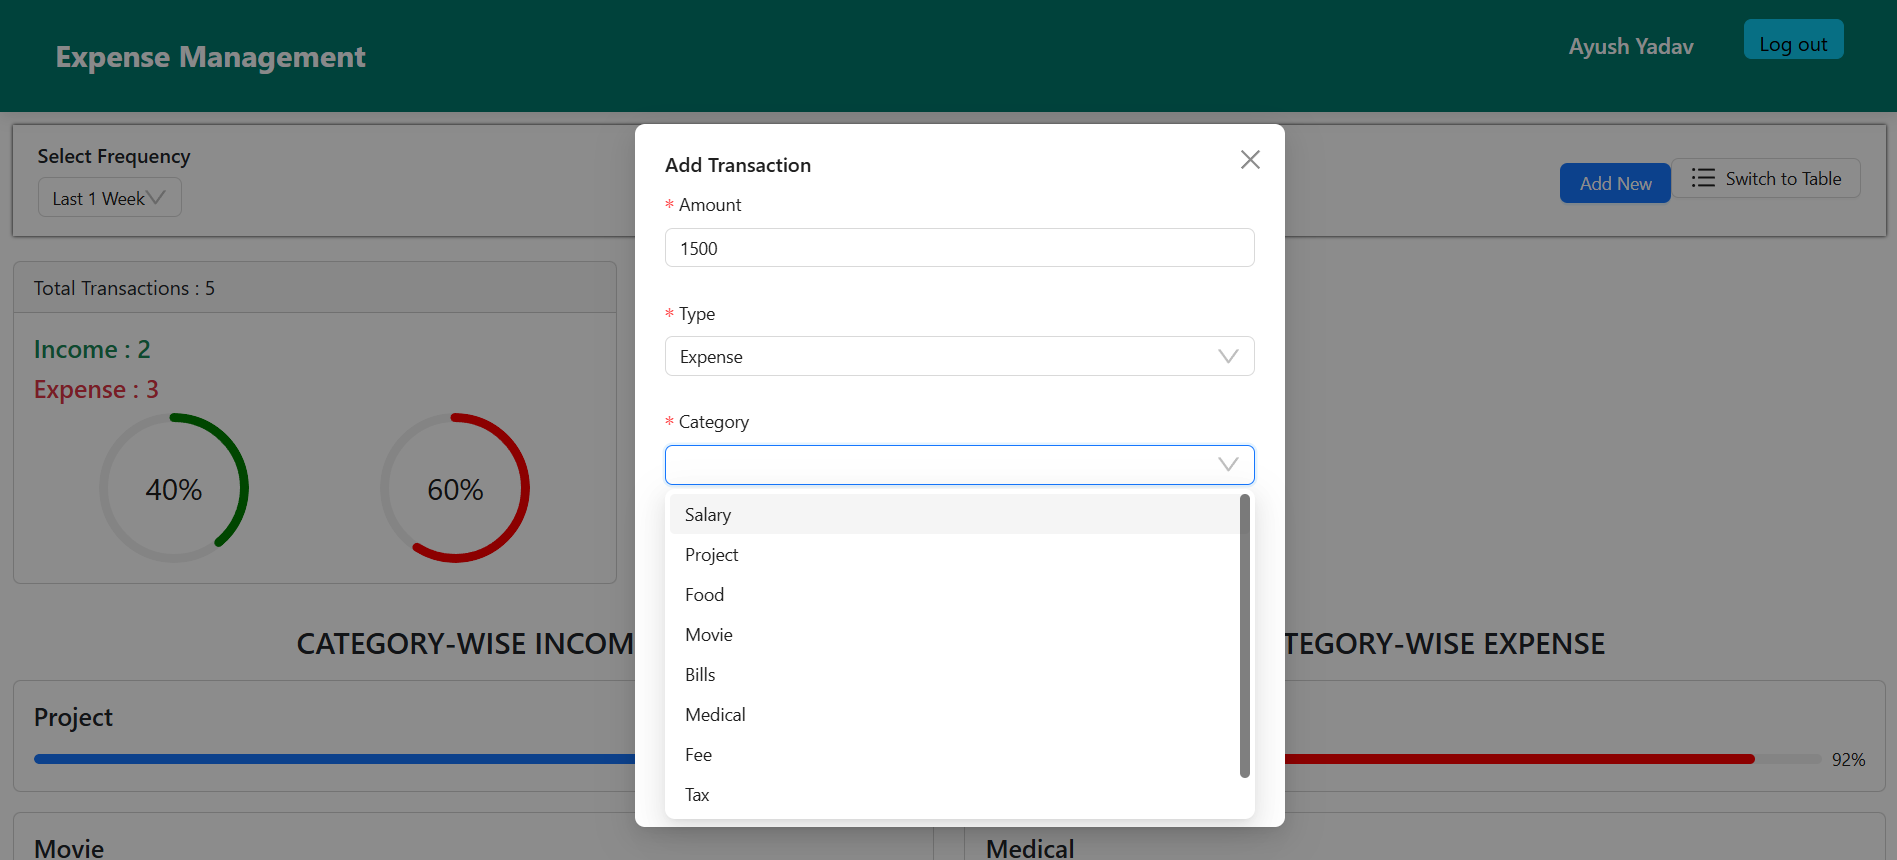 Expense Management
Ayush Yadav
Log out
Select Frequency
Last 1 Week
Add New
Switch to Table
Total Transactions : 5
Income : 2
Expense : 3
40%
60%
Add Transaction
* Amount
1500
* Type
Expense
* Category
Salary
Project
Food
Movie
Bills
Medical
Fee
Tax
CATEGORY-WISE INCOM
TEGORY-WISE EXPENSE
Project
92%
Movie
Medical